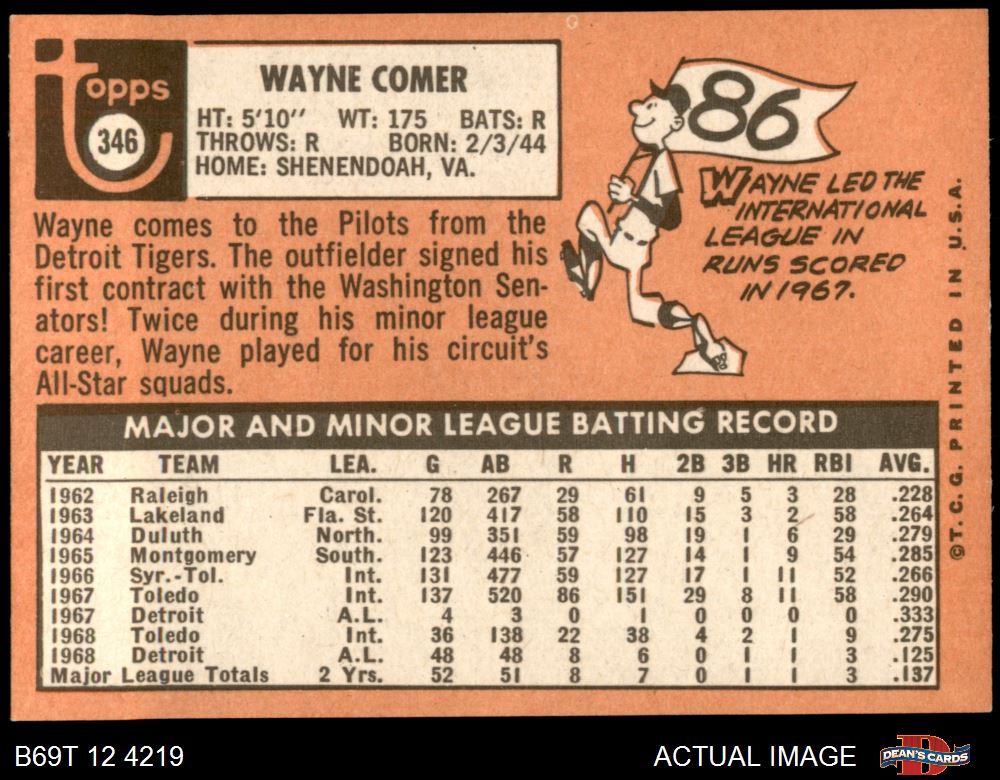 Topps
346
WAYNE COMER
HT: 5'10" WT: 175 BATS: R
THROWS: R BORN: 2/3/44
HOME: SHENENDOAH, VA.
Wayne comes to the Pilots from the
Detroit Tigers. The outfielder signed his
first contract with the Washington Sen-
ators! Twice during his minor league
career, Wayne played for his circuit's
All-Star squads.
86
WAYNE LED THE
INTERNATIONAL
LEAGUE IN
RUNS SCORED
IN 1967.
©T.C.G. PRINTED IN U.S.A.
MAJOR AND MINOR LEAGUE BATTING RECORD
YEAR TEAM LEA. G AB R H 2B 3B HR RBI AVG.
1962 Raleigh Carol. 78 267 29 61 9 5 3 28 .228
1963 Lakeland Fla. St. 120 417 58 110 15 3 2 58 .264
1964 Duluth North. 99 351 59 98 19 1 6 29 .279
1965 Montgomery South. 123 446 57 127 14 1 9 54 .285
1966 Syr.-Tol. Int. 131 477 59 127 17 1 11 52 .266
1967 Toledo Int. 137 520 86 151 29 8 11 58 .290
1967 Detroit A.L. 4 3 0 1 0 0 0 0 .333
1968 Toledo Int. 36 138 22 38 4 2 1 9 .275
1968 Detroit A.L. 48 48 8 6 0 1 1 3 .125
Major League Totals 2 Yrs. 52 51 8 7 0 1 1 3 .137
B69T 12 4219
ACTUAL IMAGE
DEAN'S CARDS